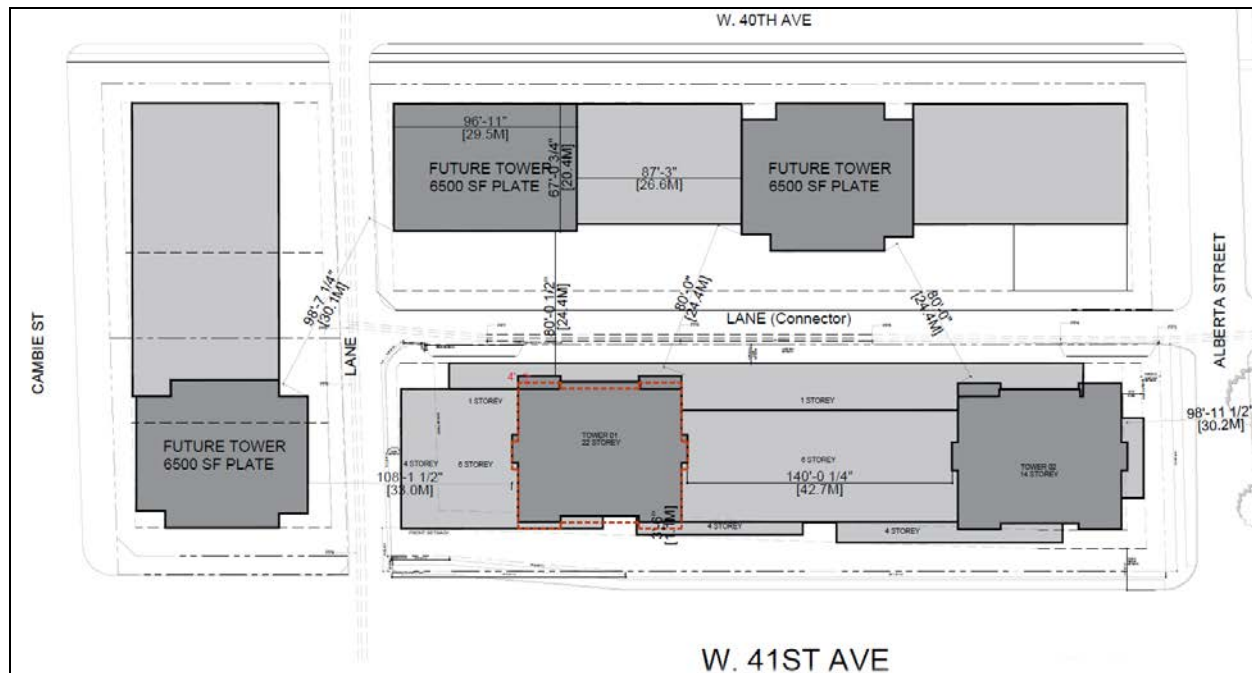 W. 40TH AVE
96'-11"
[29.5M]
FUTURE TOWER
6500 SF PLATE
67'-0 3/4"
[20.4M]
87'-3"
[26.6M]
FUTURE TOWER
6500 SF PLATE
98'-7 1/4"
[30.1M]
80'-0 1/2"
[24.4M]
80'-0"
[24.4M]
80'-0"
[24.4M]
LANE (Connector)
CAMBIE ST
LANE
ALBERTA STREET
1 STOREY
1 STOREY
FUTURE TOWER
6500 SF PLATE
4 STOREY
6 STOREY
108'-1 1/2"
[33.0M]
TOWER 01
22 STOREY
6 STOREY
140'-0 1/4"
[42.7M]
TOWER 02
14 STOREY
98'-11 1/2"
[30.2M]
3'-6"
4 STOREY
4 STOREY
FRONT SETBACK
W. 41ST AVE